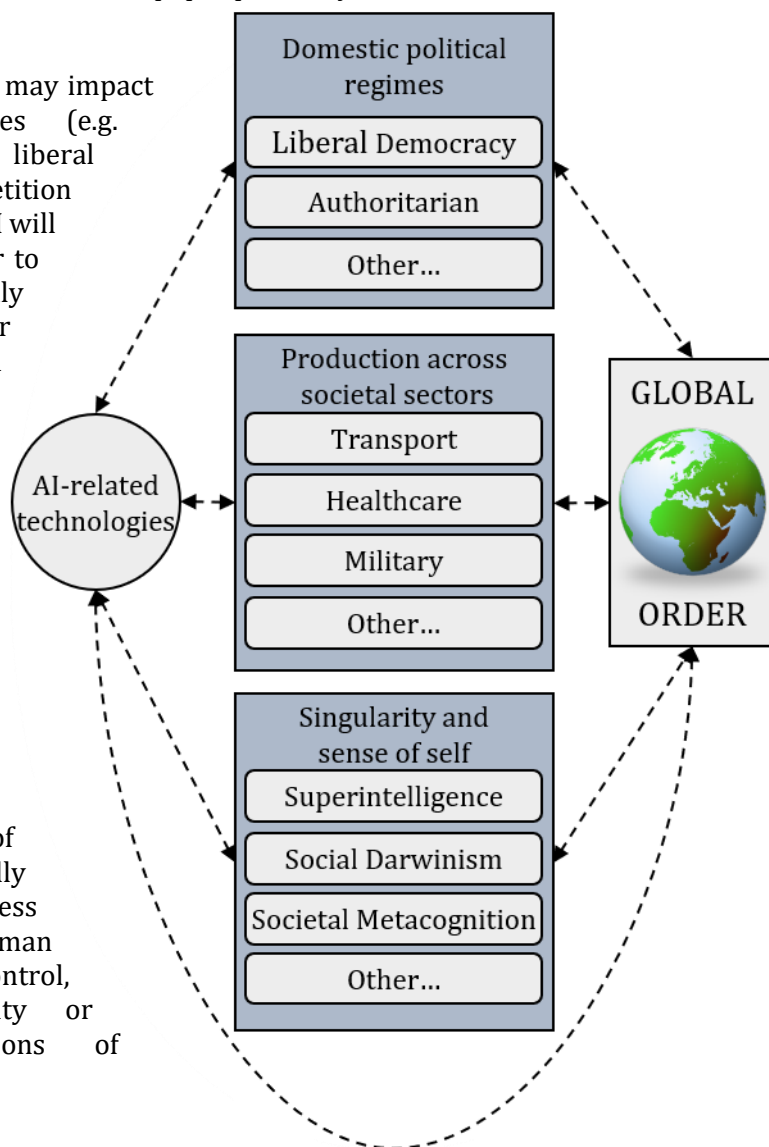 may impact
es (e.g.
liberal
etition
I will
r to
ly
r
Domestic political
regimes
Liberal Democracy
Authoritarian
Other...
Production across
societal sectors
Transport
Healthcare
Military
Other...
AI-related
technologies
GLOBAL
ORDER
Singularity and
sense of self
Superintelligence
Social Darwinism
Societal Metacognition
Other...
of
lly
ess
man
ontrol,
ity or
ons of